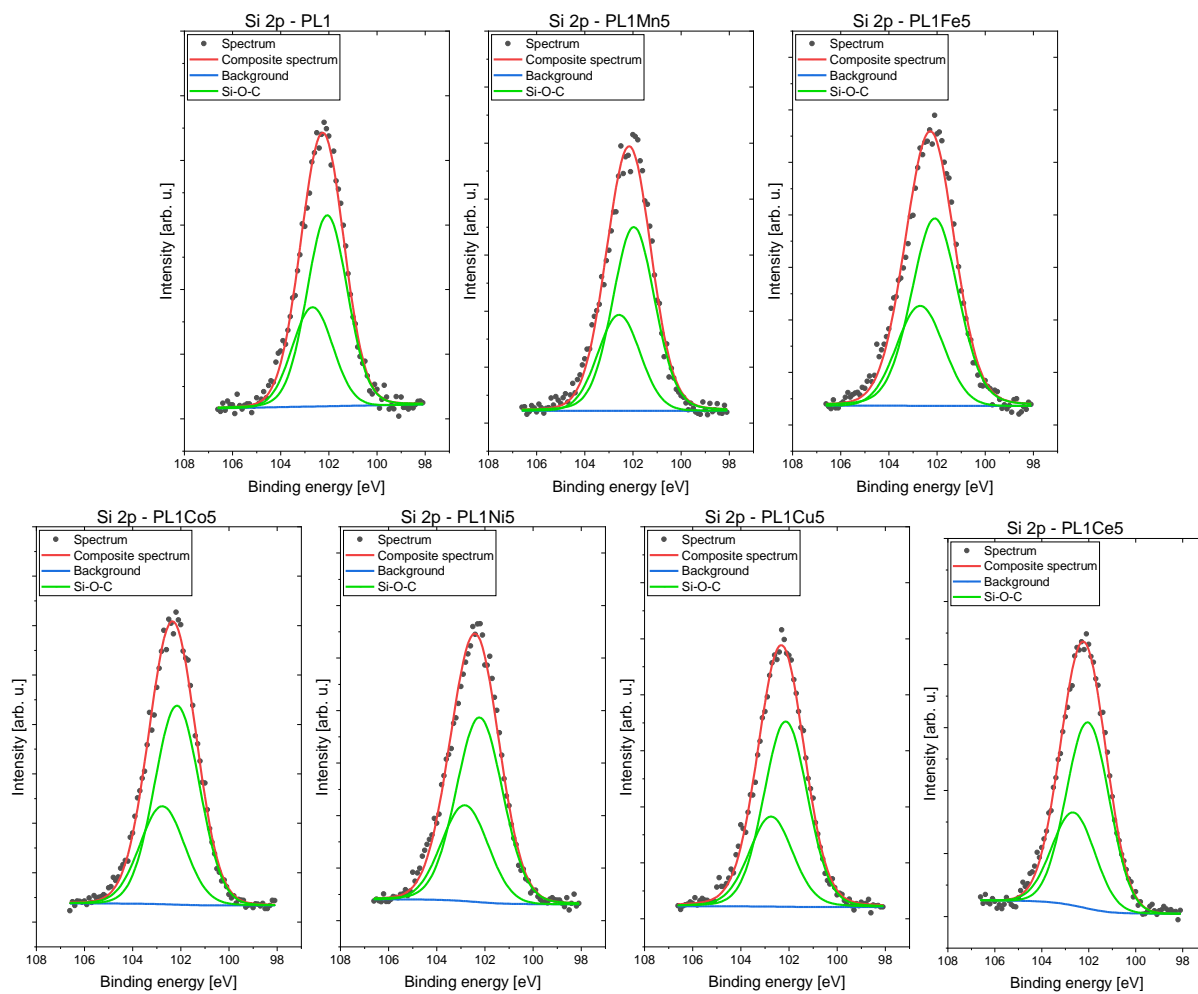 Si 2p - PL1
Spectrum
Composite spectrum
Background
Si-O-C
Intensity [arb. u.]
108 106 104 102 100 98
Binding energy [eV]
Si 2p - PL1Mn5
Spectrum
Composite spectrum
Background
Si-O-C
Intensity [arb. u.]
108 106 104 102 100 98
Binding energy [eV]
Si 2p - PL1Fe5
Spectrum
Composite spectrum
Background
Si-O-C
Intensity [arb. u.]
108 106 104 102 100 98
Binding energy [eV]
Si 2p - PL1Co5
Spectrum
Composite spectrum
Background
Si-O-C
Intensity [arb. u.]
108 106 104 102 100 98
Binding energy [eV]
Si 2p - PL1Ni5
Spectrum
Composite spectrum
Background
Si-O-C
Intensity [arb. u.]
108 106 104 102 100 98
Binding energy [eV]
Si 2p - PL1Cu5
Spectrum
Composite spectrum
Background
Si-O-C
Intensity [arb. u.]
108 106 104 102 100 98
Binding energy [eV]
Si 2p - PL1Ce5
Spectrum
Composite spectrum
Background
Si-O-C
Intensity [arb. u.]
108 106 104 102 100 98
Binding energy [eV]